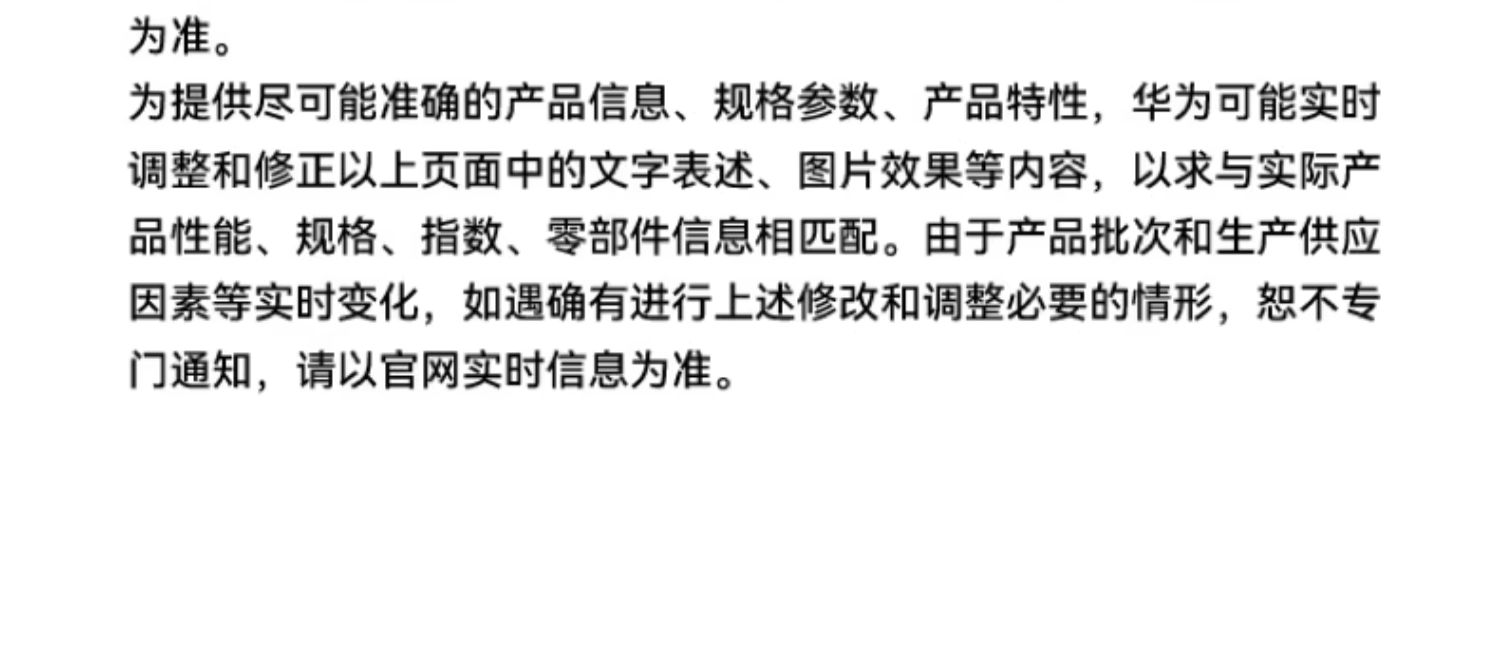 为准。
为提供尽可能准确的产品信息、规格参数、产品特性，华为可能实时
调整和修正以上页面中的文字表述、图片效果等内容，以求与实际产
品性能、规格、指数、零部件信息相匹配。由于产品批次和生产供应
因素等实时变化，如遇确有进行上述修改和调整必要的情形，恕不专
门通知，请以官网实时信息为准。